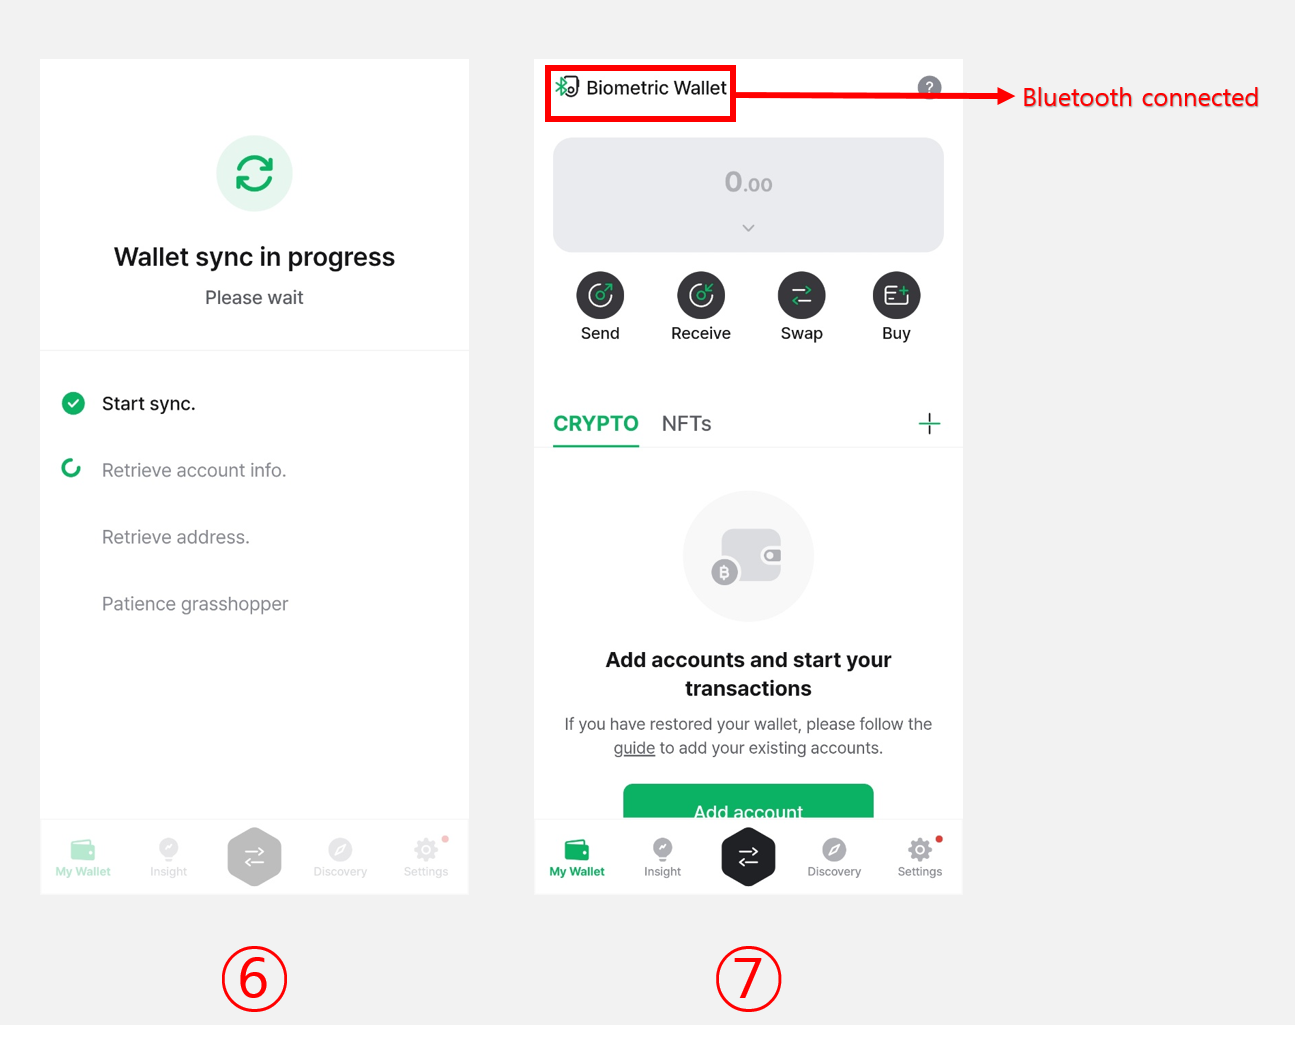 Wallet sync in progress
Please wait
Start sync.
Retrieve account info.
Retrieve address.
Patience grasshopper
My Wallet
Insight
Discovery
Settings
⑥
Biometric Wallet
?
Bluetooth connected
0.00
Send
Receive
Swap
Buy
CRYPTO
NFTs
Add accounts and start your
transactions
If you have restored your wallet, please follow the
guide to add your existing accounts.
Add account
My Wallet
Insight
Discovery
Settings
⑦